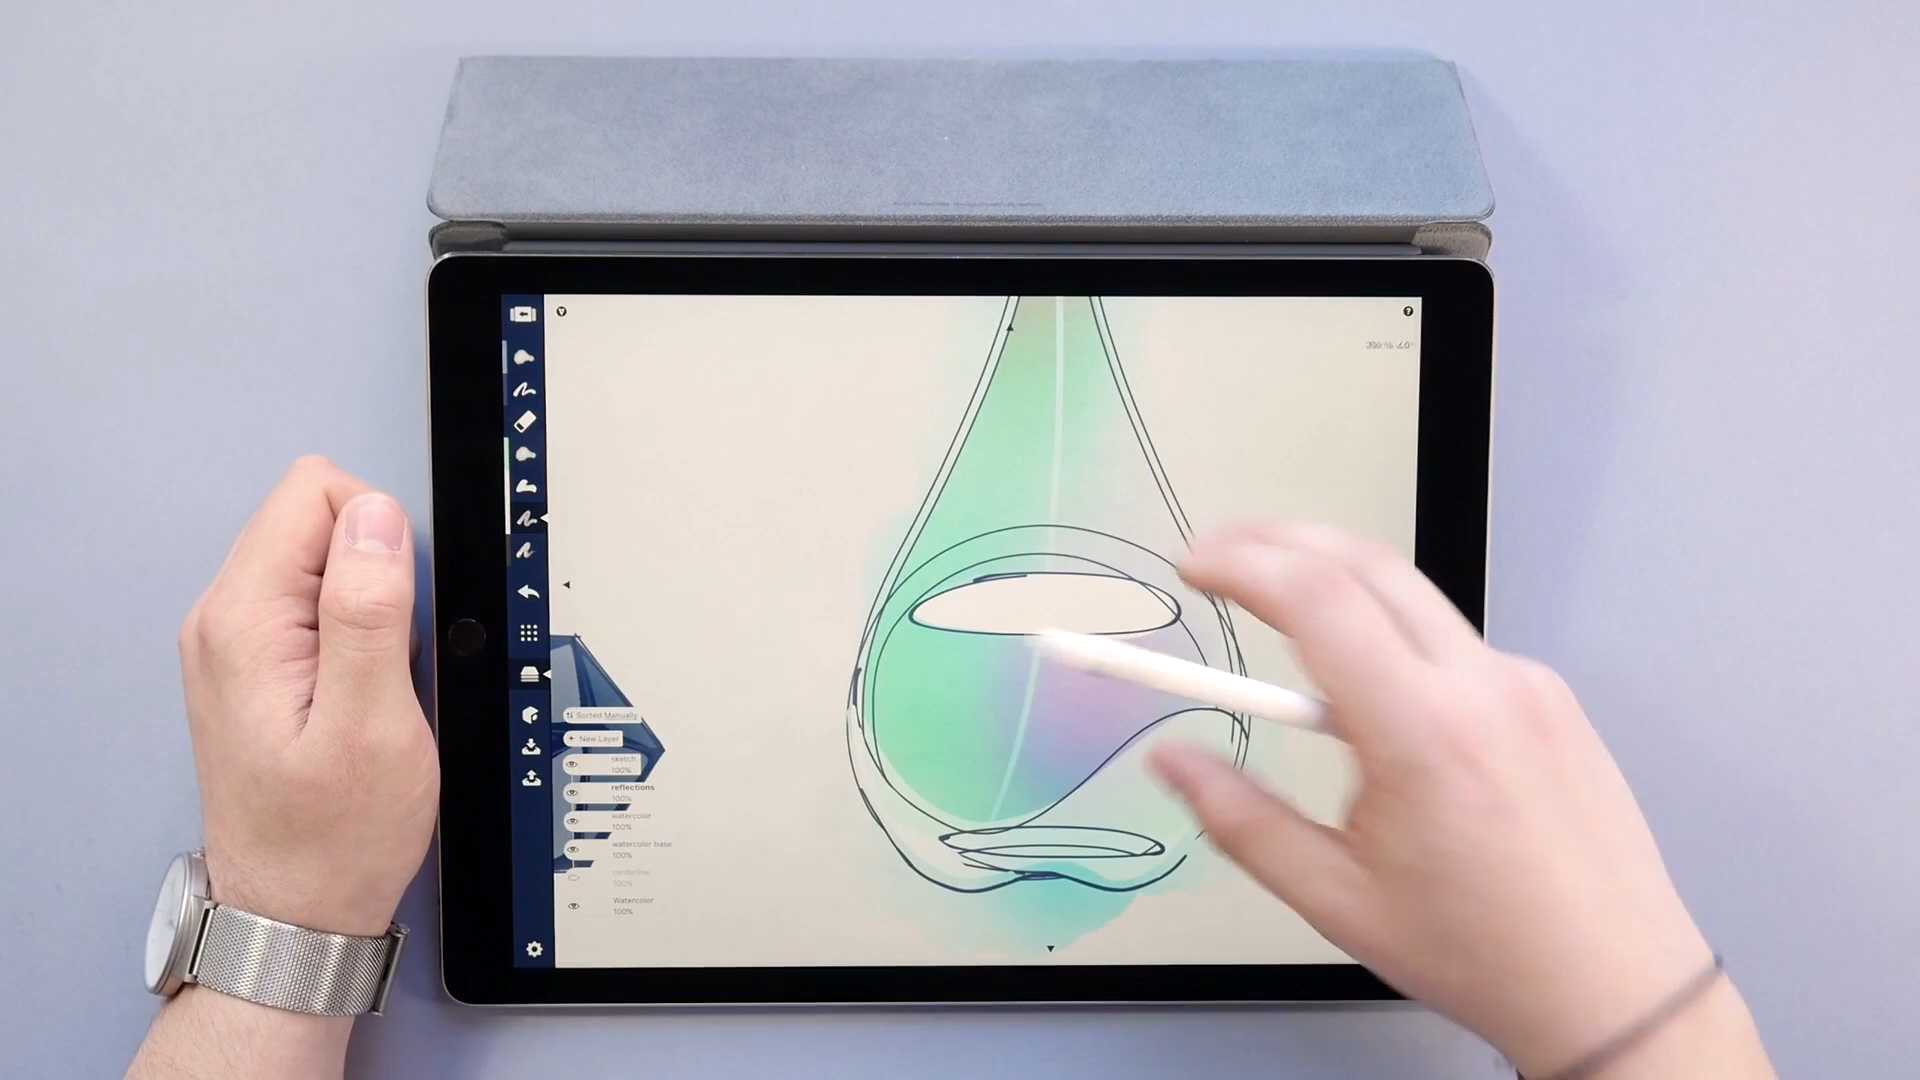 Sorted Manually
+ New Layer
sketch
100%
reflections
100%
watercolor
100%
watercolor base
100%
centerline
100%
Watercolor
100%
?